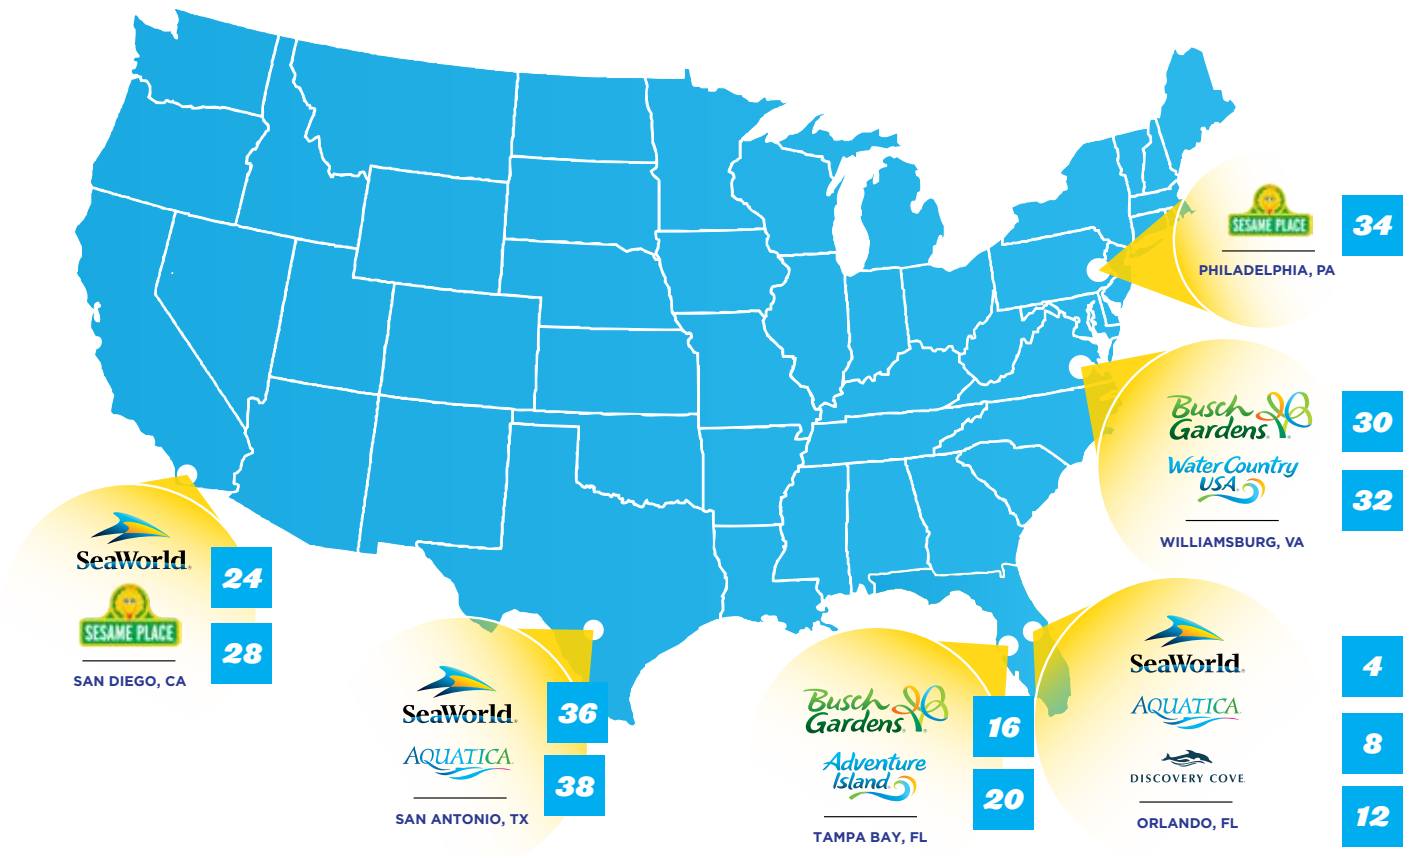 SESAME PLACE
PHILADELPHIA, PA
34
Busch
Gardens®
Water Country
USA®
WILLIAMSBURG, VA
30
32
SeaWorld®
SESAME PLACE
SAN DIEGO, CA
24
28
SeaWorld®
AQUATICA
SAN ANTONIO, TX
36
38
Busch
Gardens®
Adventure
Island®
TAMPA BAY, FL
16
20
SeaWorld®
AQUATICA
DISCOVERY COVE
ORLANDO, FL
4
8
12